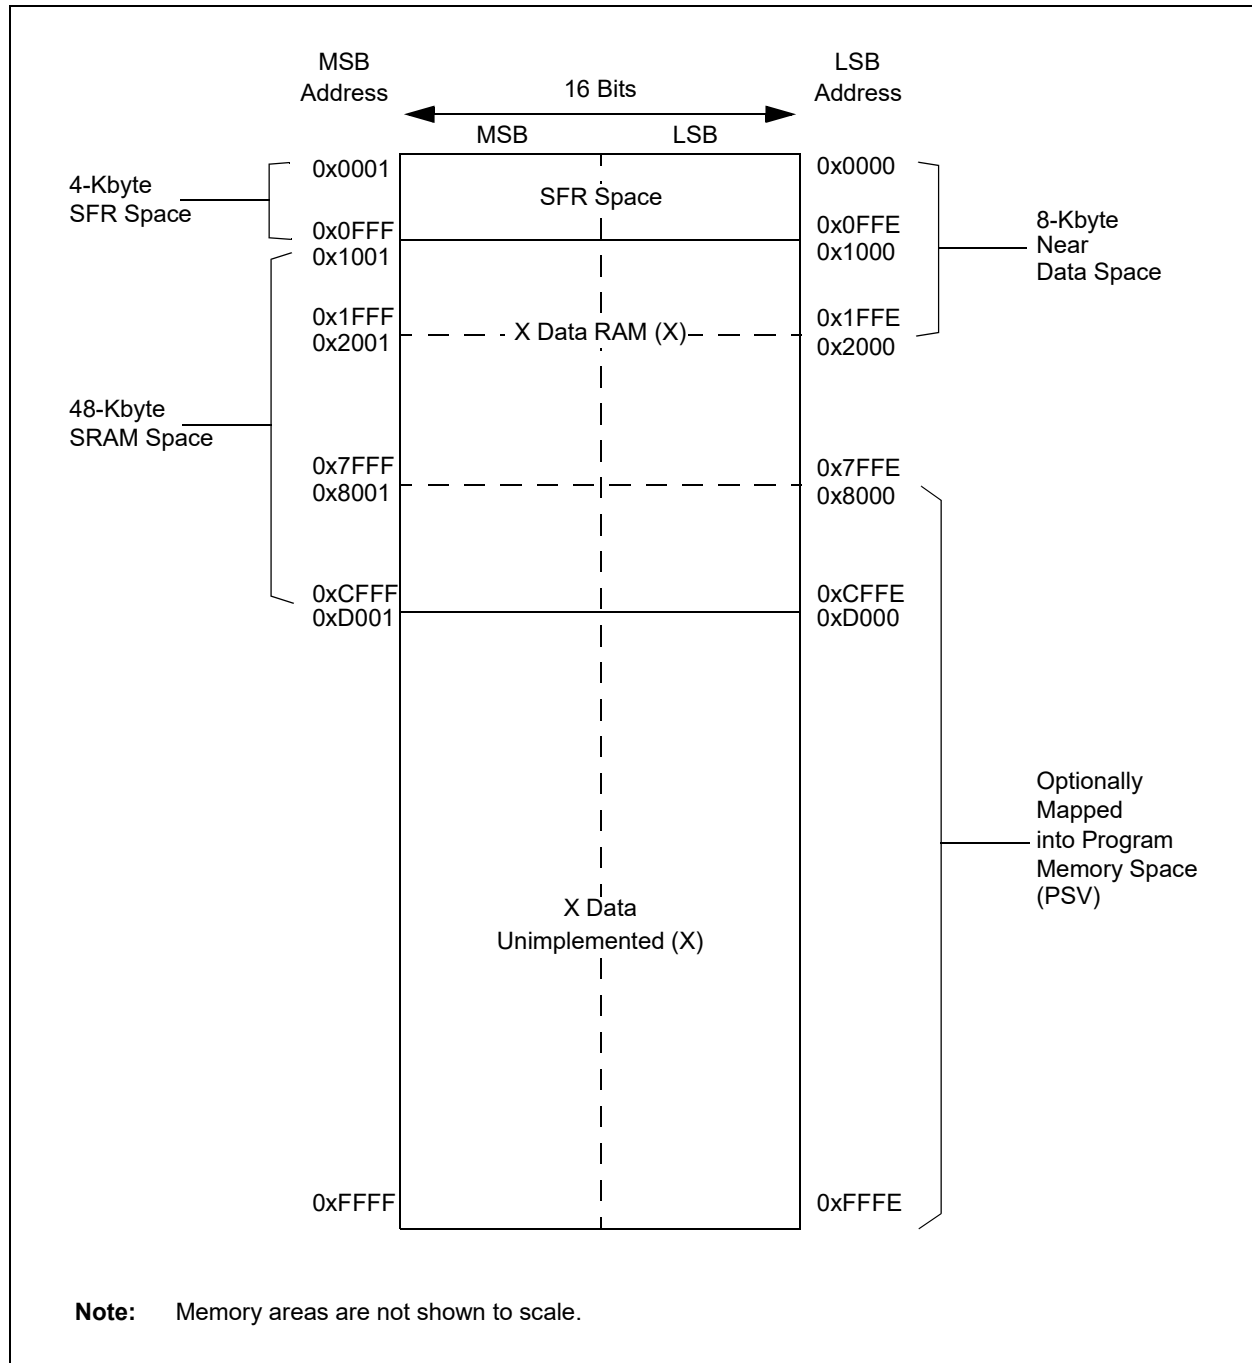 MSB
Address
LSB
Address
16 Bits
MSB
LSB
4-Kbyte
SFR Space
0x0001
SFR Space
0x0000
0x0FFF
0x1001
0x0FFE
0x1000
8-Kbyte
Near
Data Space
0x1FFF
0x2001
X Data RAM (X)
0x1FFE
0x2000
48-Kbyte
SRAM Space
0x7FFF
0x8001
0x7FFE
0x8000
0xCFFF
0xD001
0xCFFE
0xD000
Optionally
Mapped
into Program
Memory Space
(PSV)
X Data
Unimplemented (X)
0xFFFF
0xFFFE
Note: Memory areas are not shown to scale.